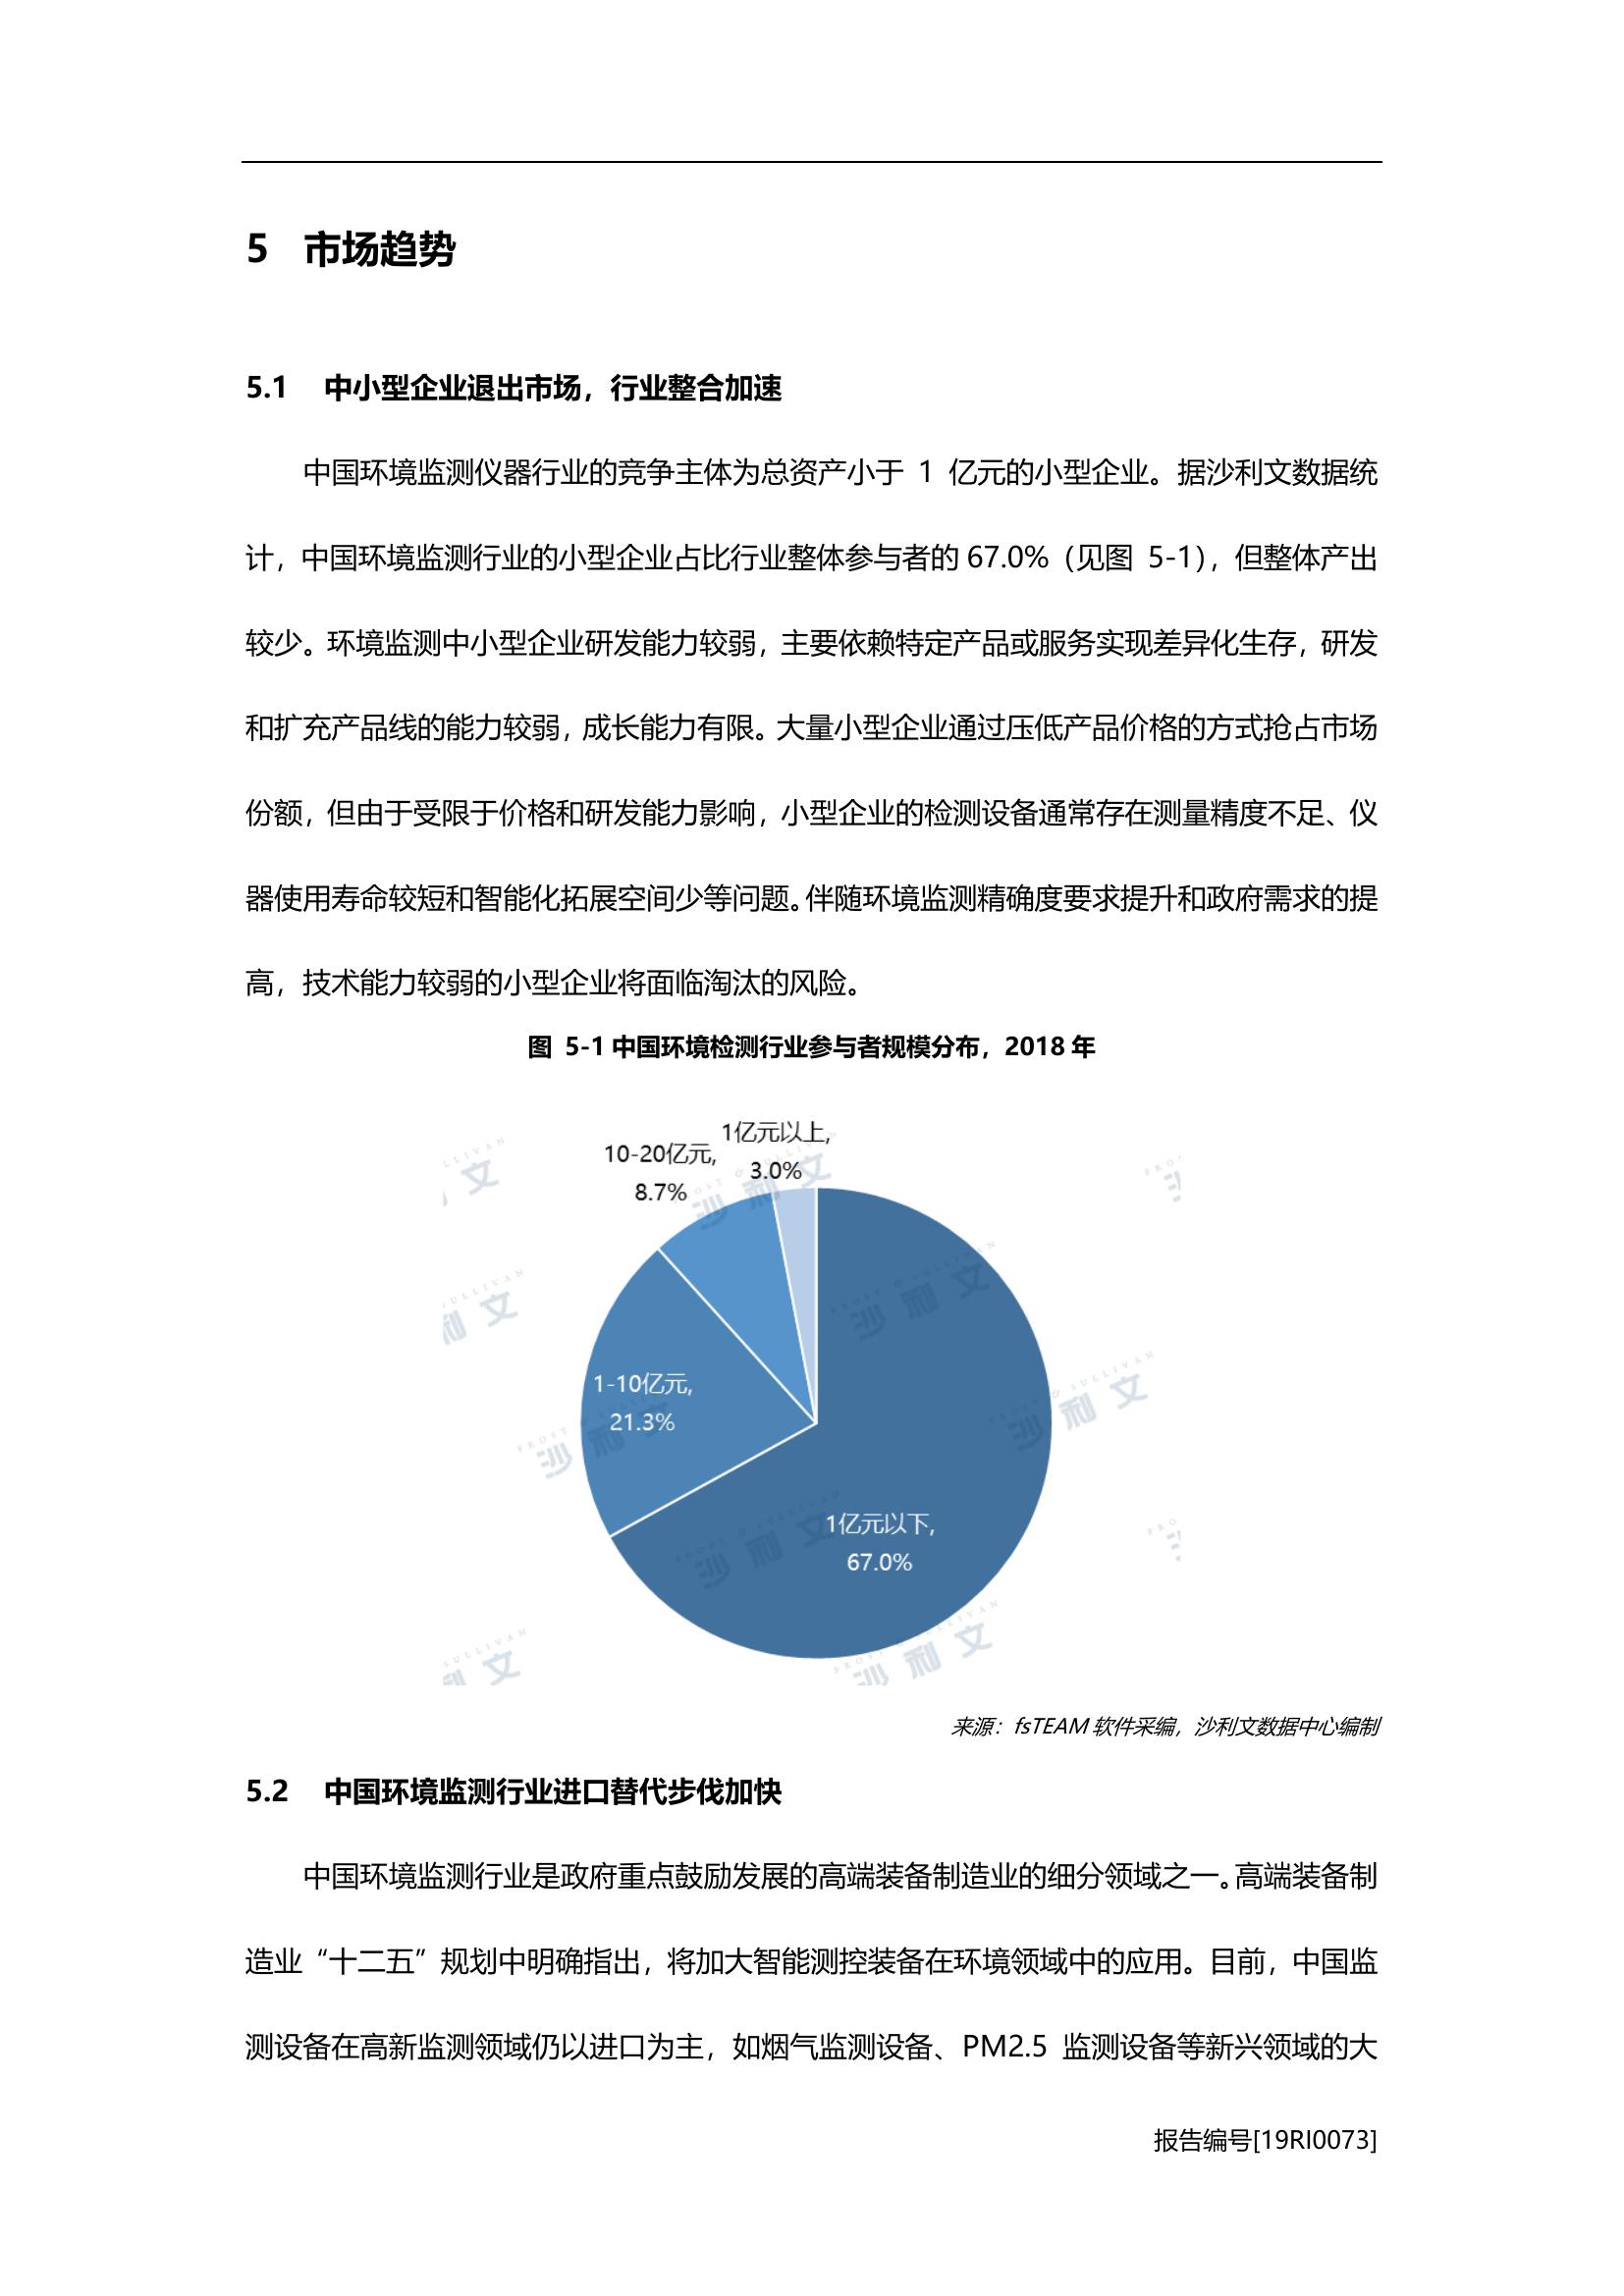 5 市场趋势
5.1 中小型企业退出市场，行业整合加速
中国环境监测仪器行业的竞争主体为总资产小于 1 亿元的小型企业。据沙利文数据统
计，中国环境监测行业的小型企业占比行业整体参与者的 67.0%（见图 5-1），但整体产出
较少。环境监测中小型企业研发能力较弱，主要依赖特定产品或服务实现差异化生存，研发
和扩充产品线的能力较弱，成长能力有限。大量小型企业通过压低产品价格的方式抢占市场
份额，但由于受限于价格和研发能力影响，小型企业的检测设备通常存在测量精度不足、仪
器使用寿命较短和智能化拓展空间少等问题。伴随环境监测精确度要求提升和政府需求的提
高，技术能力较弱的小型企业将面临淘汰的风险。
图 5-1 中国环境检测行业参与者规模分布，2018 年
1亿元以上,
3.0%
10-20亿元,
8.7%
1-10亿元,
21.3%
1亿元以下,
67.0%
FROST & SULLIVAN
沙利文
来源：fsTEAM 软件采编，沙利文数据中心编制
5.2 中国环境监测行业进口替代步伐加快
中国环境监测行业是政府重点鼓励发展的高端装备制造业的细分领域之一。高端装备制
造业“十二五”规划中明确指出，将加大智能测控装备在环境领域中的应用。目前，中国监
测设备在高新监测领域仍以进口为主，如烟气监测设备、PM2.5 监测设备等新兴领域的大
报告编号[19RI0073]